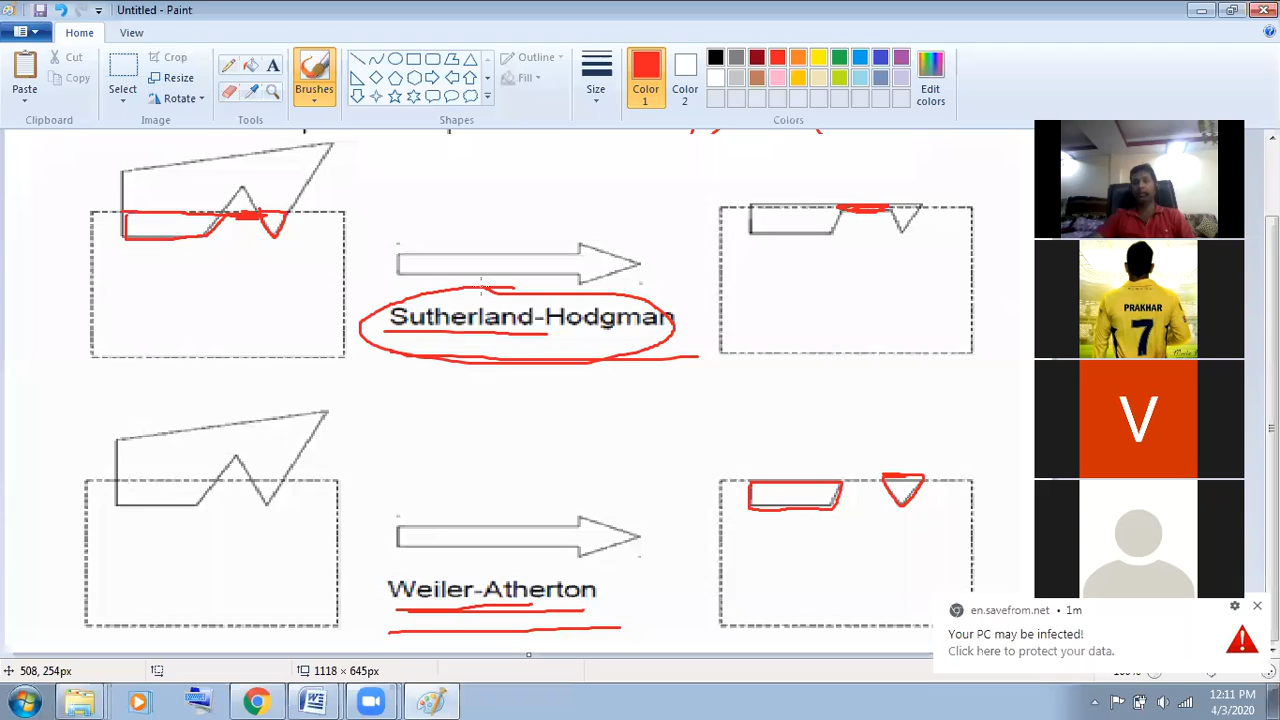 Untitled - Paint
Home
View
Paste
Cut
Copy
Clipboard
Select
Crop
Resize
Rotate
Image
A
Tools
Brushes
Shapes
Outline
Fill
Size
Color 1
Color 2
Edit colors
Colors
Sutherland-Hodgman
Weiler-Atherton
PRAKHAR
7
V
en.savefrom.net • 1m
Your PC may be infected!
Click here to protect your data.
508, 254px
1118 × 645px
12:11 PM
4/3/2020